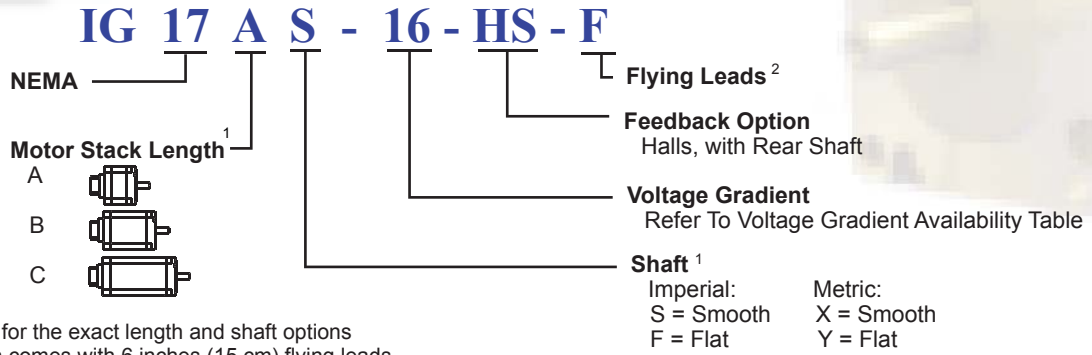 IG 17 A S - 16 - HS - F
NEMA
Flying Leads 2
Feedback Option
Halls, with Rear Shaft
Motor Stack Length 1
A
B
C
Voltage Gradient
Refer To Voltage Gradient Availability Table
Shaft 1
Imperial: Metric:
S = Smooth X = Smooth
F = Flat Y = Flat
for the exact length and shaft options
comes with 6 inches (15 cm) flying leads